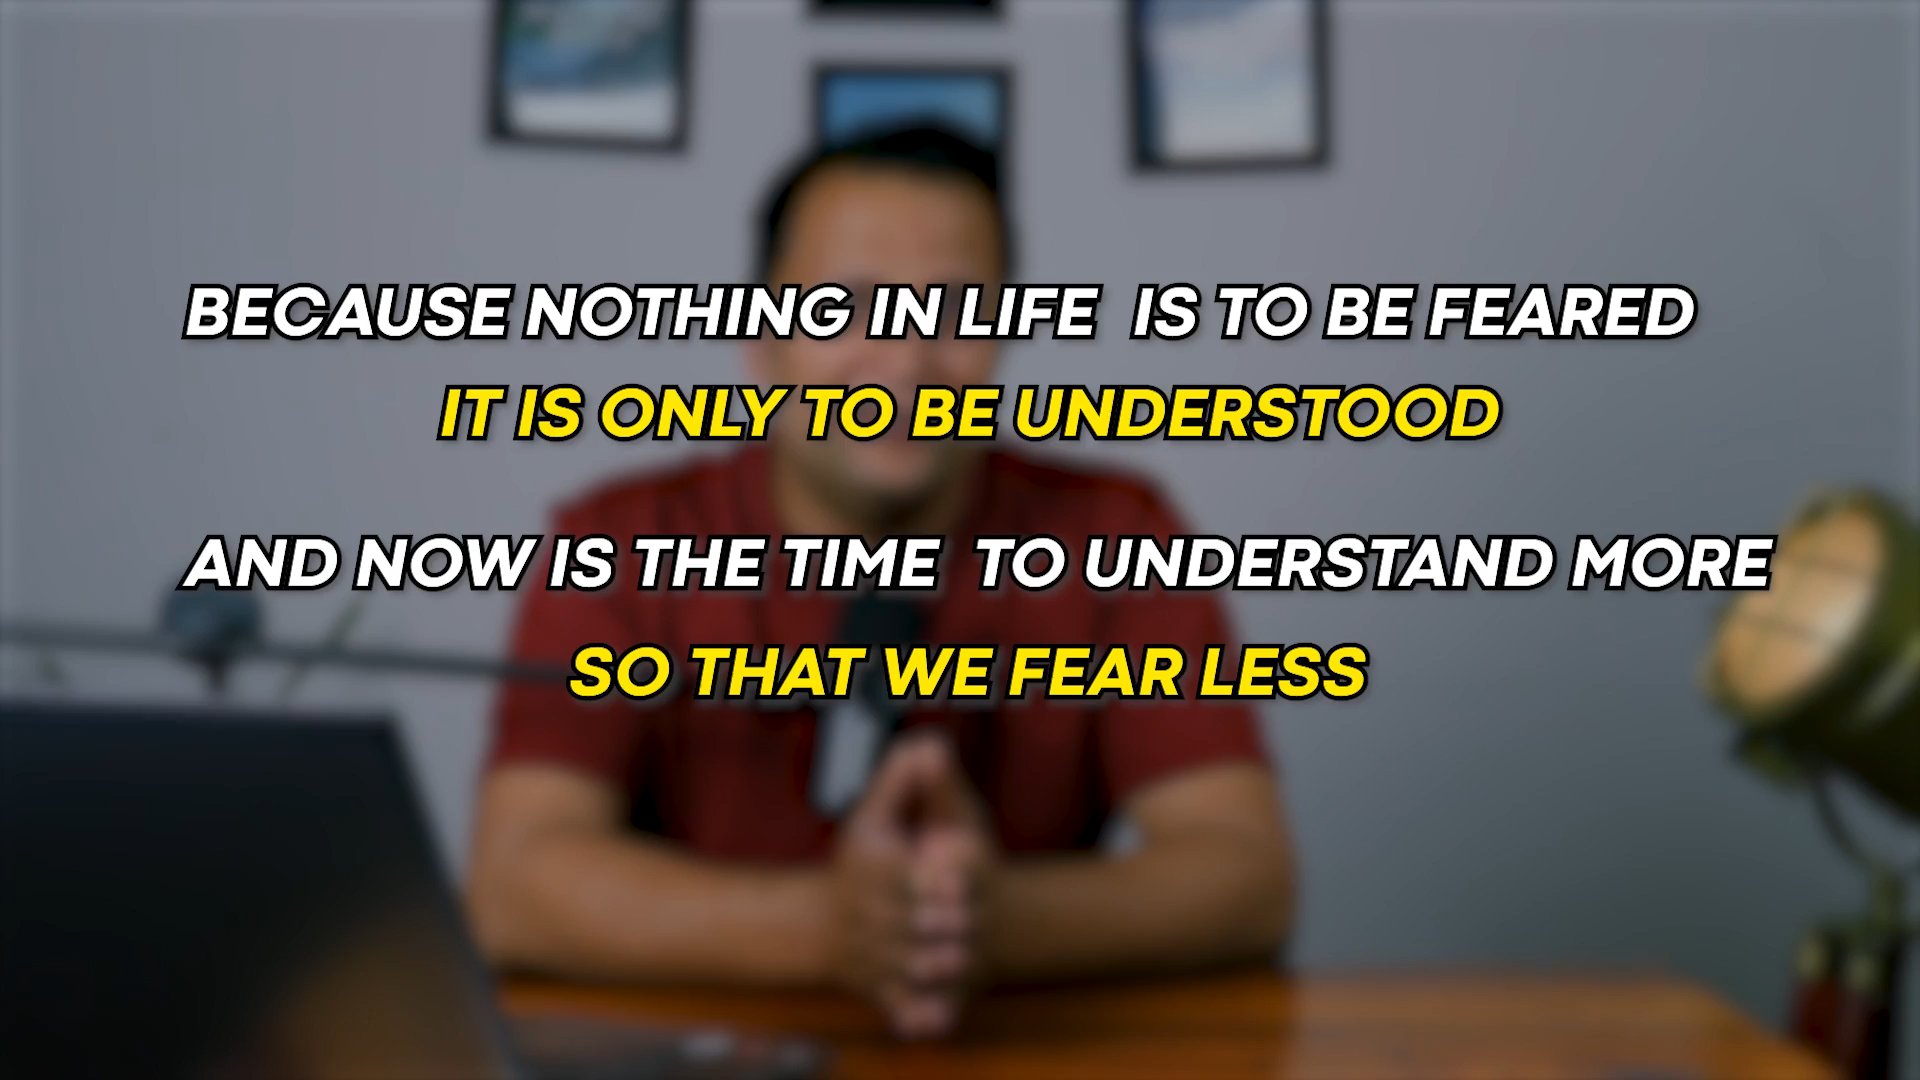 BECAUSE NOTHING IN LIFE IS TO BE FEARED
IT IS ONLY TO BE UNDERSTOOD
AND NOW IS THE TIME TO UNDERSTAND MORE
SO THAT WE FEAR LESS